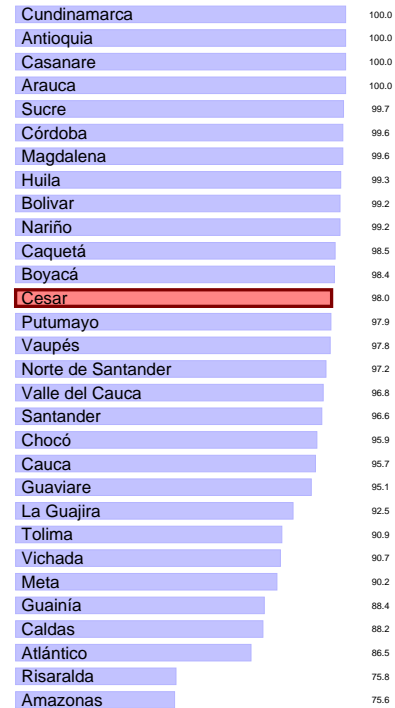 Cundinamarca 100.0
Antioquia 100.0
Casanare 100.0
Arauca 100.0
Sucre 99.7
Córdoba 99.6
Magdalena 99.6
Huila 99.3
Bolivar 99.2
Nariño 99.2
Caquetá 98.5
Boyacá 98.4
Cesar 98.0
Putumayo 97.9
Vaupés 97.8
Norte de Santander 97.2
Valle del Cauca 96.8
Santander 96.6
Chocó 95.9
Cauca 95.7
Guaviare 95.1
La Guajira 92.5
Tolima 90.9
Vichada 90.7
Meta 90.2
Guainía 88.4
Caldas 88.2
Atlántico 86.5
Risaralda 75.8
Amazonas 75.6